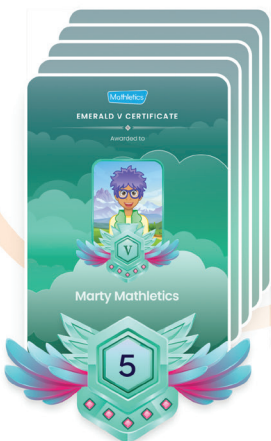 Mathletics
EMERALD V CERTIFICATE
Awarded to
V
Marty Mathletics
5